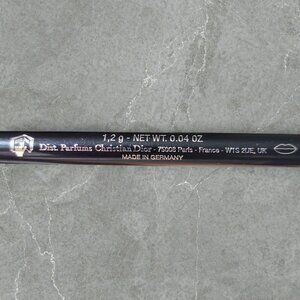 1,2 g - NET WT. 0.04 OZ
Dist. Parfums Christian Dior - 75008 Paris - France - W1S 2UE, UK
MADE IN GERMANY